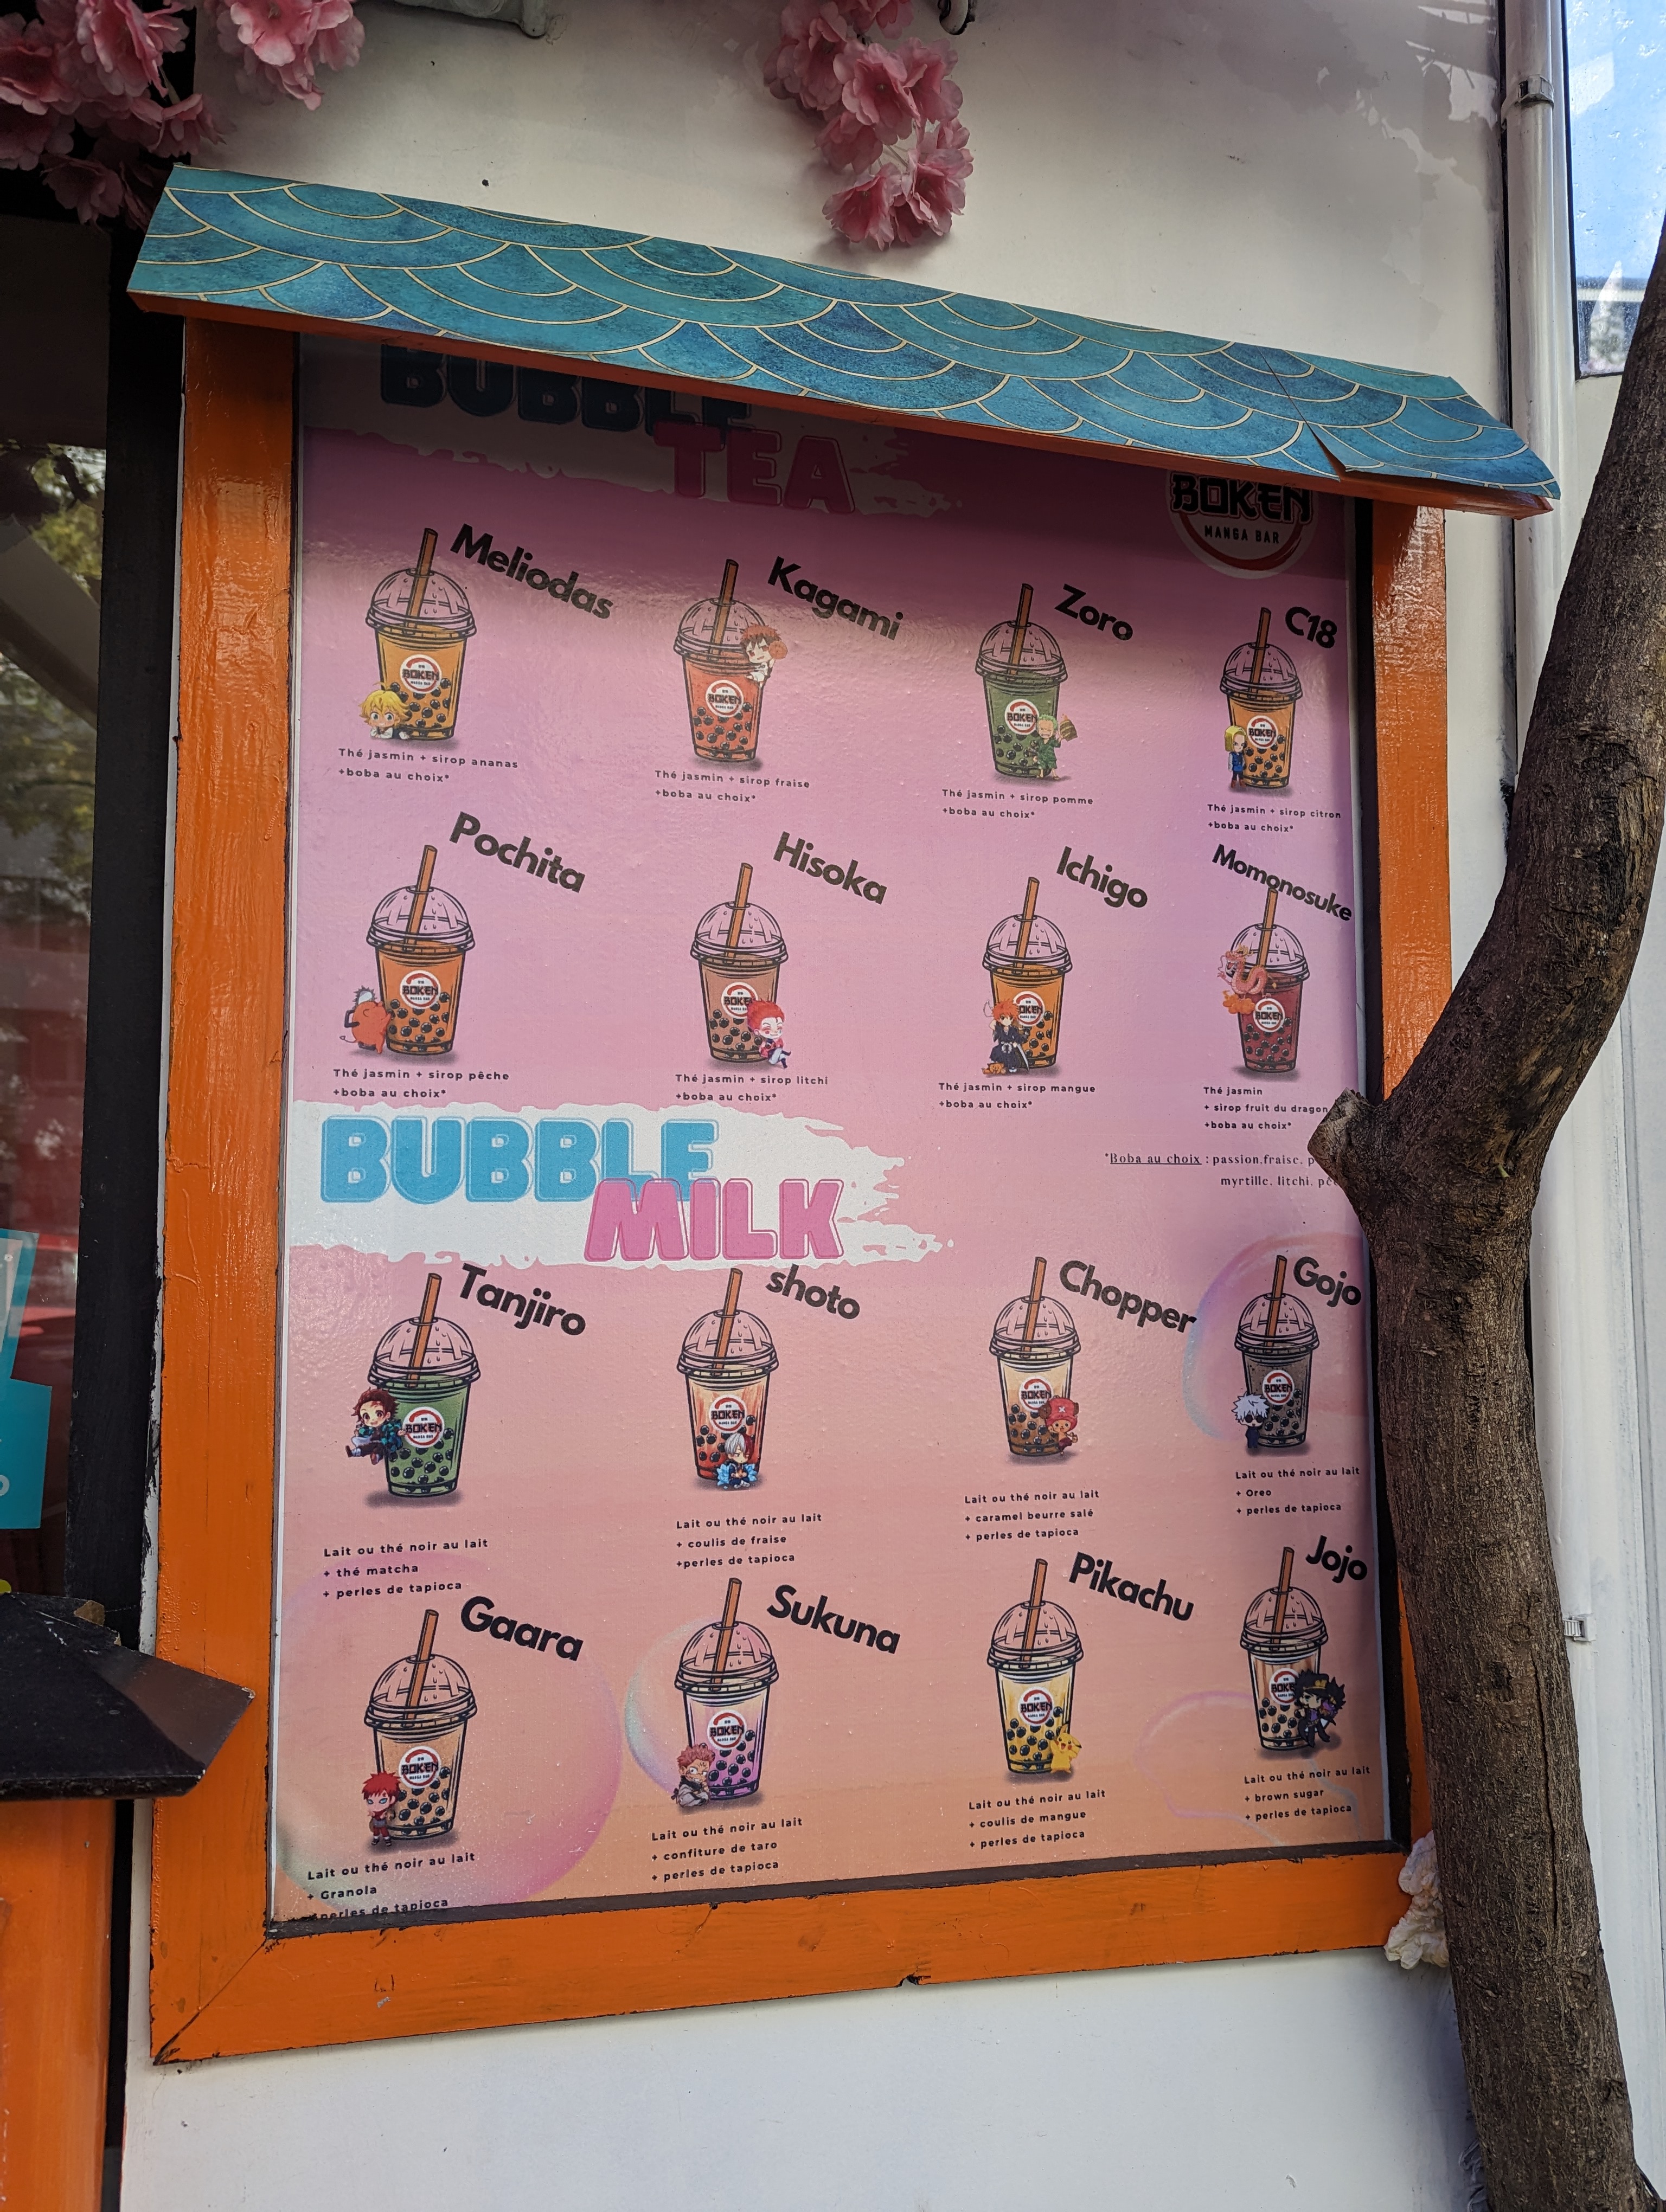 BUBBLE
TEA
BOKEN
MANGA BAR
Meliodas
Thé jasmin + sirop ananas
+boba au choix*
Kagami
Thé jasmin + sirop fraise
+boba au choix*
Zoro
Thé jasmin + sirop pomme
+boba au choix*
C18
Thé jasmin + sirop citron
+boba au choix*
Pochita
Thé jasmin + sirop pêche
+boba au choix*
Hisoka
Thé jasmin + sirop litchi
+boba au choix*
Ichigo
Thé jasmin + sirop mangue
+boba au choix*
Momonosuke
Thé jasmin
+ sirop fruit du dragon
+boba au choix*
*Boba au choix : passion,fraise,
myrtille, litchi,
BUBBLE
MILK
Tanjiro
Lait ou thé noir au lait
+ thé matcha
+ perles de tapioca
shoto
Lait ou thé noir au lait
+ coulis de fraise
+perles de tapioca
Chopper
Lait ou thé noir au lait
+ caramel beurre salé
+ perles de tapioca
Gojo
Lait ou thé noir au lait
+ Oreo
+ perles de tapioca
Gaara
Lait ou thé noir au lait
+ Granola
+ perles de tapioca
Sukuna
Lait ou thé noir au lait
+ confiture de taro
+ perles de tapioca
Pikachu
Lait ou thé noir au lait
+ coulis de mangue
+ perles de tapioca
Jojo
Lait ou thé noir au lait
+ brown sugar
+ perles de tapioca